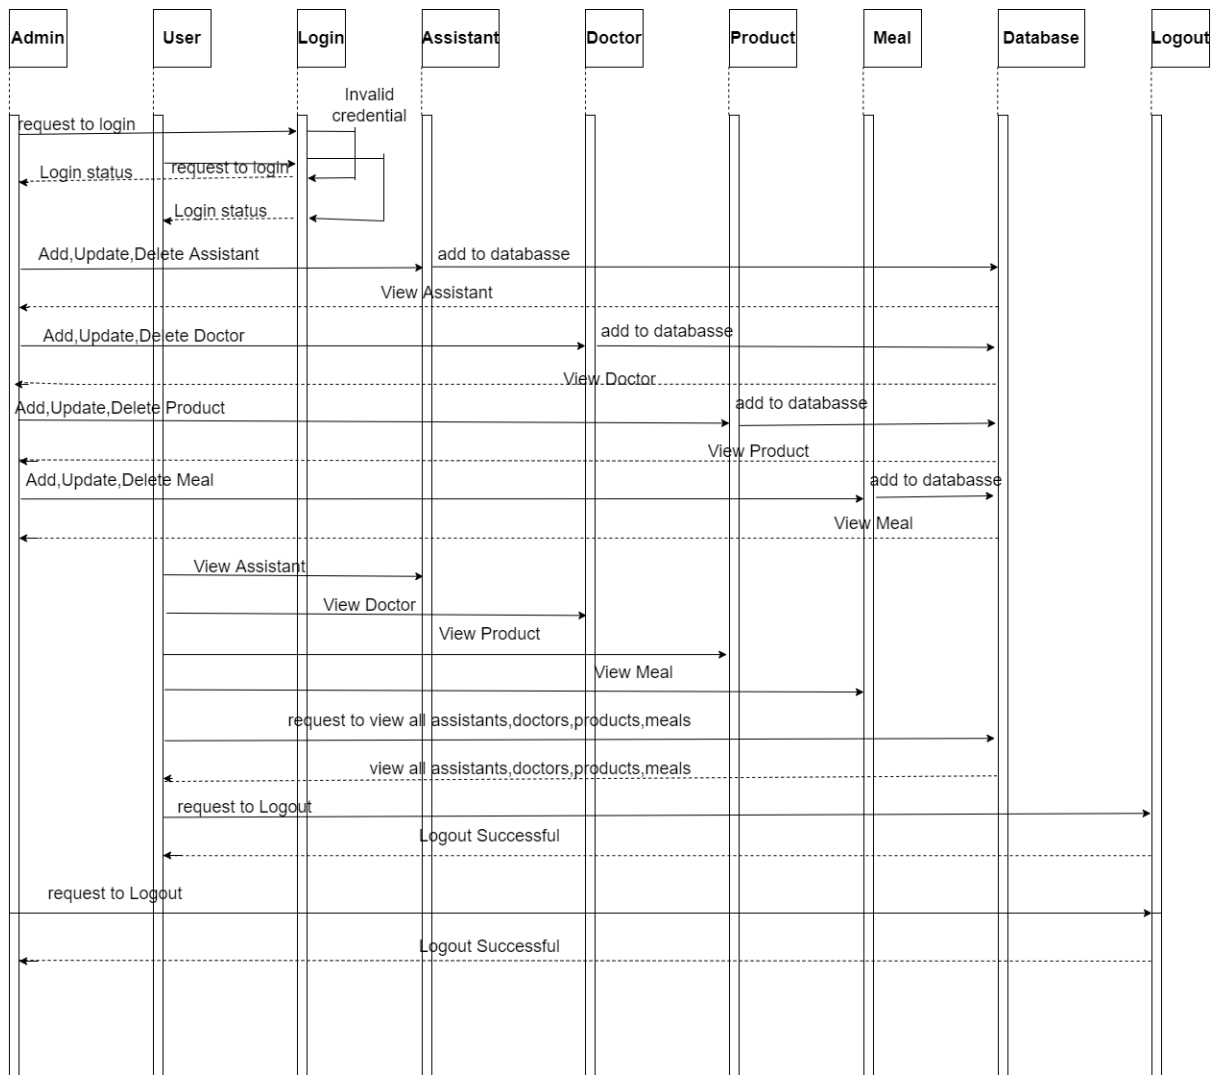 Admin
User
Login
Assistant
Doctor
Product
Meal
Database
Logout
Invalid
credential
request to login
request to login
Login status
Login status
Add,Update,Delete Assistant
add to databasse
View Assistant
Add,Update,Delete Doctor
add to databasse
View Doctor
Add,Update,Delete Product
add to databasse
View Product
Add,Update,Delete Meal
add to databasse
View Meal
View Assistant
View Doctor
View Product
View Meal
request to view all assistants,doctors,products,meals
view all assistants,doctors,products,meals
request to Logout
Logout Successful
request to Logout
Logout Successful